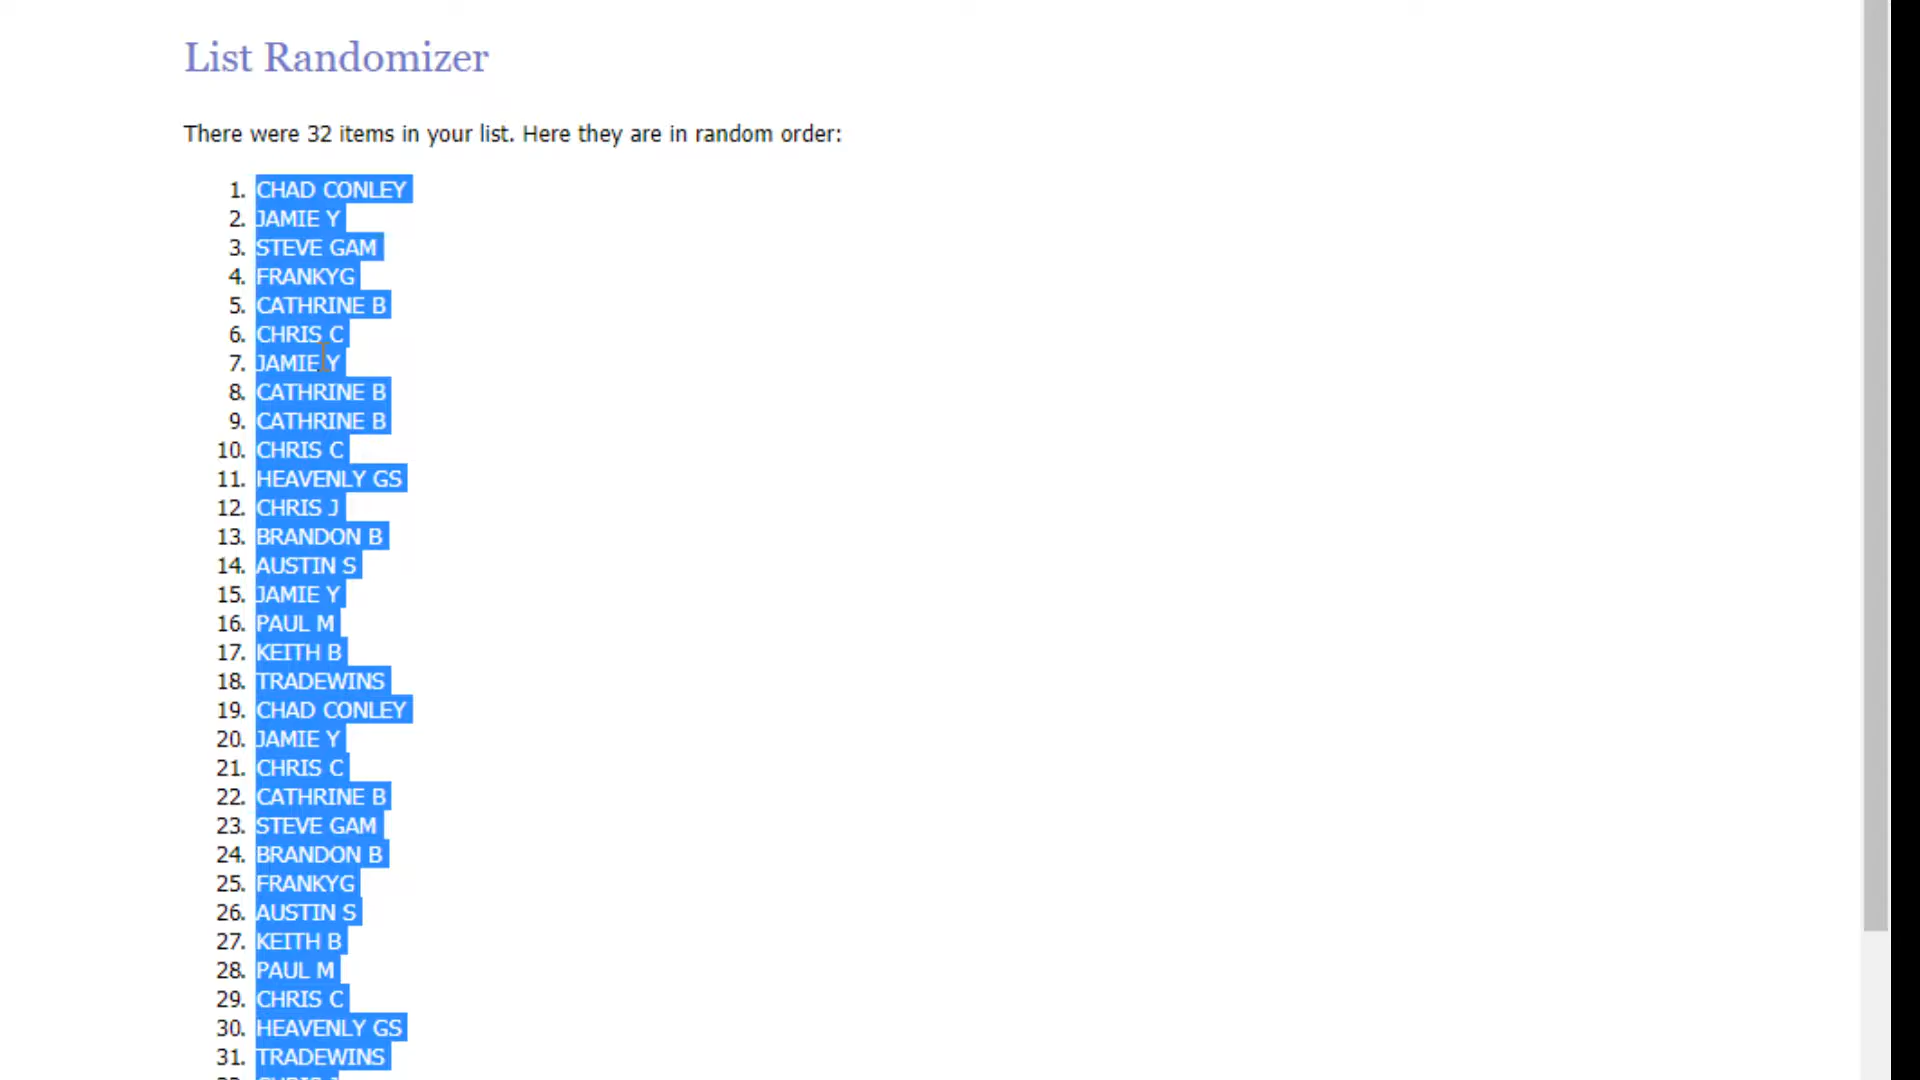 List Randomizer
There were 32 items in your list. Here they are in random order:
1. CHAD CONLEY
2. JAMIE Y
3. STEVE GAM
4. FRANKYG
5. CATHRINE B
6. CHRIS C
7. JAMIE Y
8. CATHRINE B
9. CATHRINE B
10. CHRIS C
11. HEAVENLY GS
12. CHRIS J
13. BRANDON B
14. AUSTIN S
15. JAMIE Y
16. PAUL M
17. KEITH B
18. TRADEWINS
19. CHAD CONLEY
20. JAMIE Y
21. CHRIS C
22. CATHRINE B
23. STEVE GAM
24. BRANDON B
25. FRANKYG
26. AUSTIN S
27. KEITH B
28. PAUL M
29. CHRIS C
30. HEAVENLY GS
31. TRADEWINS